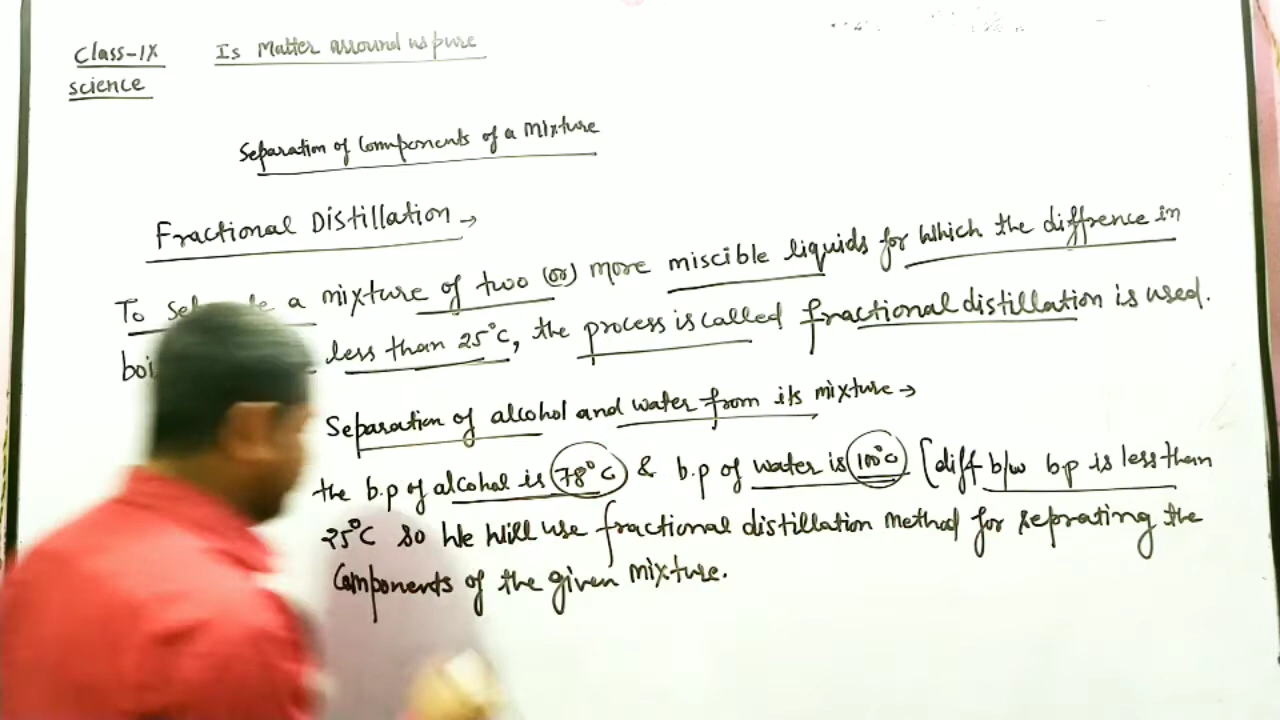 Class-IX Is Matter arround us pure
science
Separation of Components of a Mixture
Fractional Distillation →
To a mixture of two (or) more miscible liquids for which the diffrence in
less than 25°C, the process is called fractional distillation is used.
Separation of alcohol and water from its mixture →
the b.p of alcohol is 78°C & b.p of water is 100°C [diff b/w b.p is less than
25°C so we will use fractional distillation method for seprating the
Components of the given mixture.